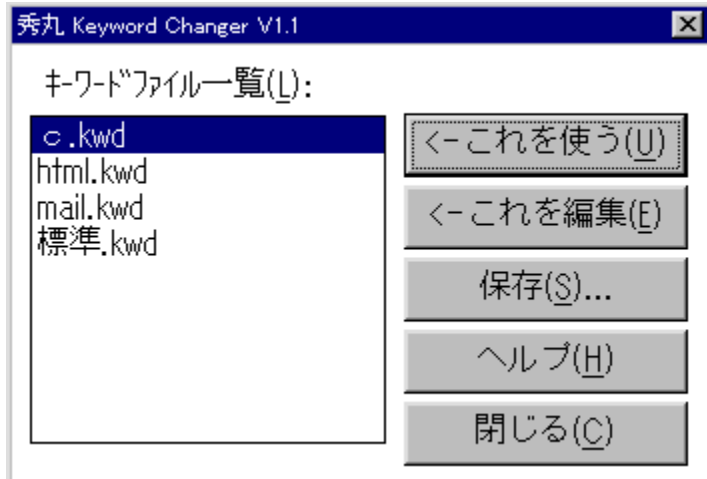 秀丸 Keyword Changer V1.1
ｷｰﾜｰﾄﾞﾌｧｲﾙ一覧(L):
ｃ.kwd
html.kwd
mail.kwd
標準.kwd
<-これを使う(U)
<-これを編集(E)
保存(S)...
ヘルプ(H)
閉じる(C)